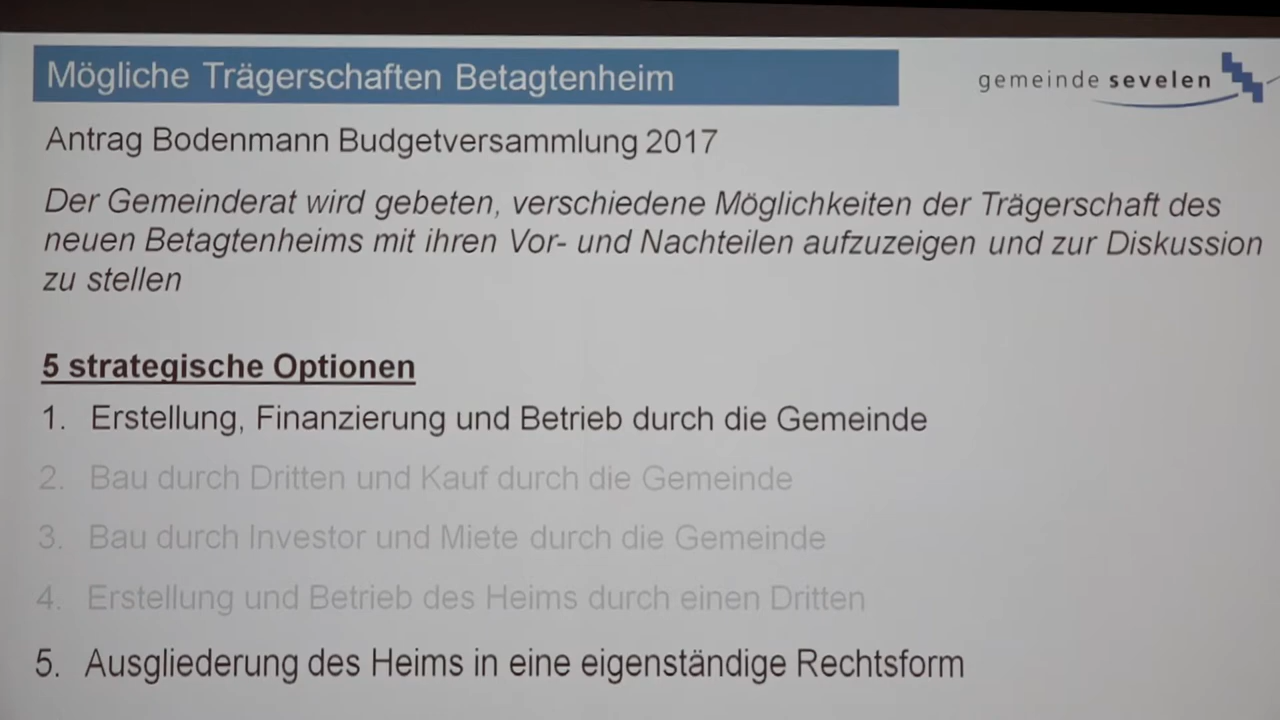 Mögliche Trägerschaften Betagtenheim
gemeinde sevelen
Antrag Bodenmann Budgetversammlung 2017
Der Gemeinderat wird gebeten, verschiedene Möglichkeiten der Trägerschaft des
neuen Betagtenheims mit ihren Vor- und Nachteilen aufzuzeigen und zur Diskussion
zu stellen
5 strategische Optionen
1. Erstellung, Finanzierung und Betrieb durch die Gemeinde
2. Bau durch Dritten und Kauf durch die Gemeinde
3. Bau durch Investor und Miete durch die Gemeinde
4. Erstellung und Betrieb des Heims durch einen Dritten
5. Ausgliederung des Heims in eine eigenständige Rechtsform